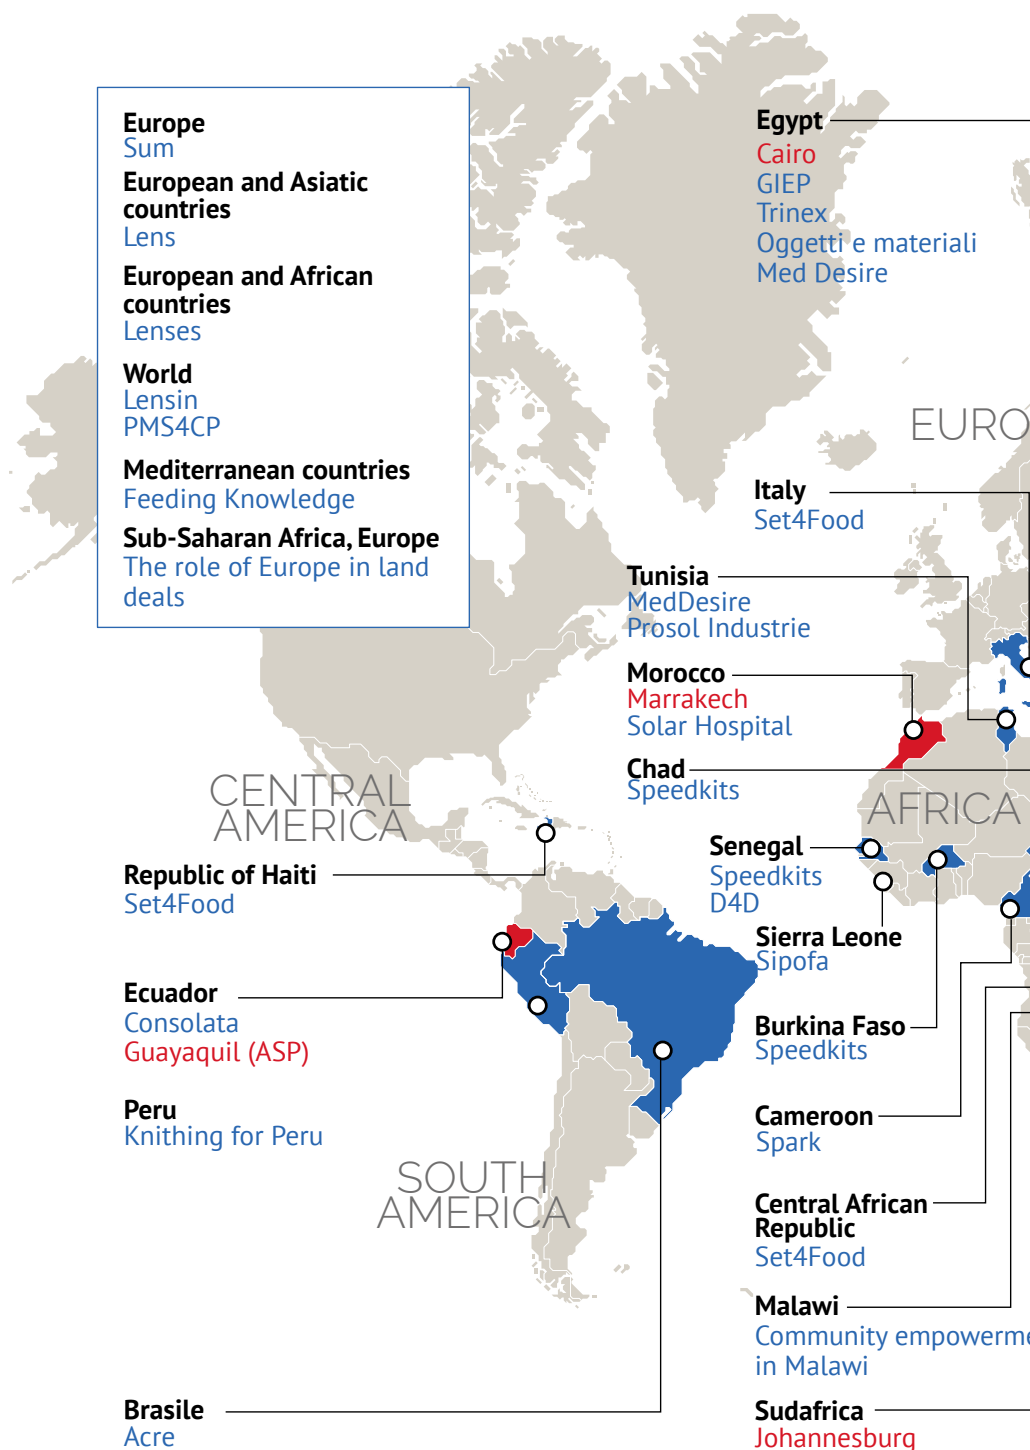 Europe
Sum
European and Asiatic
countries
Lens
European and African
countries
Lenses
World
Lensin
PMS4CP
Mediterranean countries
Feeding Knowledge
Sub-Saharan Africa, Europe
The role of Europe in land
deals
Egypt
Cairo
GIEP
Trinex
Oggetti e materiali
Med Desire
EURO
Italy
Set4Food
Tunisia
MedDesire
Prosol Industrie
Morocco
Marrakech
Solar Hospital
Chad
Speedkits
AFRICA
CENTRAL
AMERICA
Senegal
Speedkits
D4D
Republic of Haiti
Set4Food
Sierra Leone
Sipofa
Ecuador
Consolata
Guayaquil (ASP)
Burkina Faso
Speedkits
Peru
Knithing for Peru
Cameroon
Spark
SOUTH
AMERICA
Central African
Republic
Set4Food
Malawi
Community empowerme
in Malawi
Brasile
Acre
Sudafrica
Johannesburg